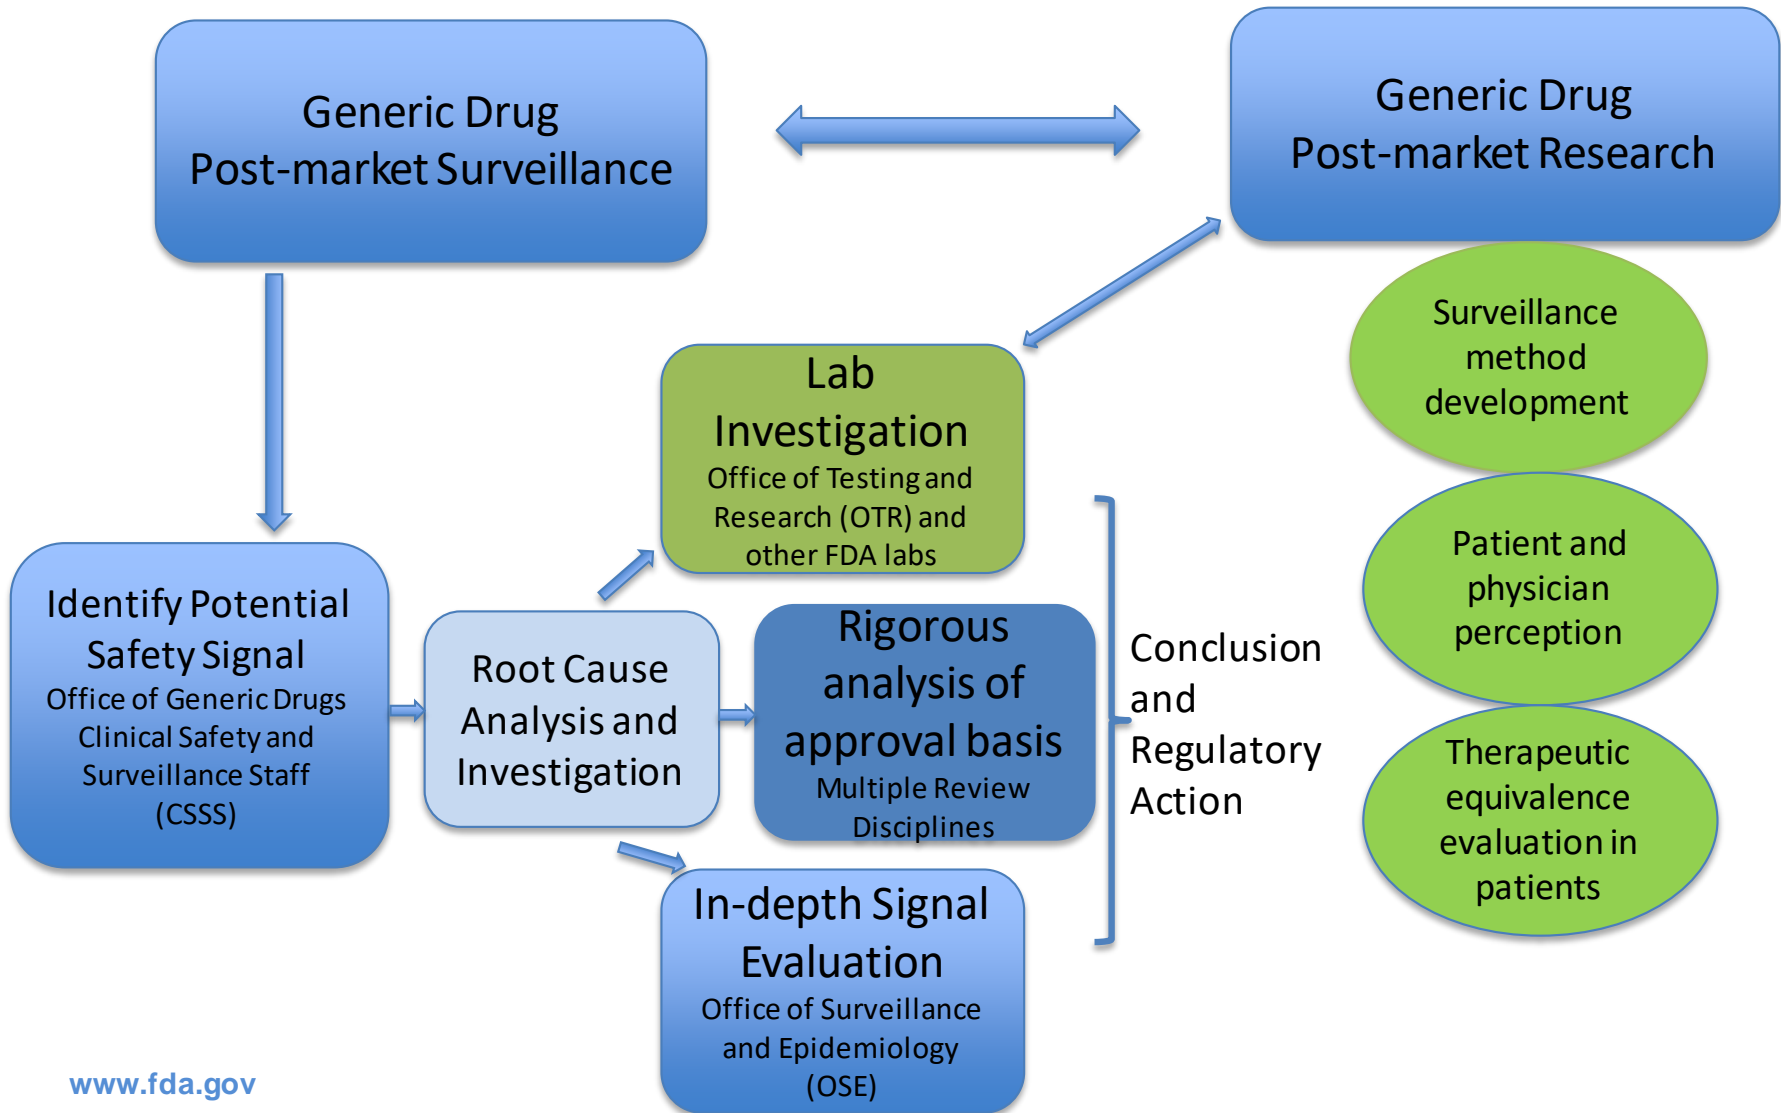 Generic Drug
Post-market Surveillance
Generic Drug
Post-market Research
Surveillance
method
development
Lab
Investigation
Office of Testing and
Research (OTR) and
other FDA labs
Patient and
physician
perception
Identify Potential
Safety Signal
Office of Generic Drugs
Clinical Safety and
Surveillance Staff
(CSSS)
Root Cause
Analysis and
Investigation
Rigorous
analysis of
approval basis
Multiple Review
Disciplines
Conclusion
and
Regulatory
Action
Therapeutic
equivalence
evaluation in
patients
In-depth Signal
Evaluation
Office of Surveillance
and Epidemiology
(OSE)
www.fda.gov